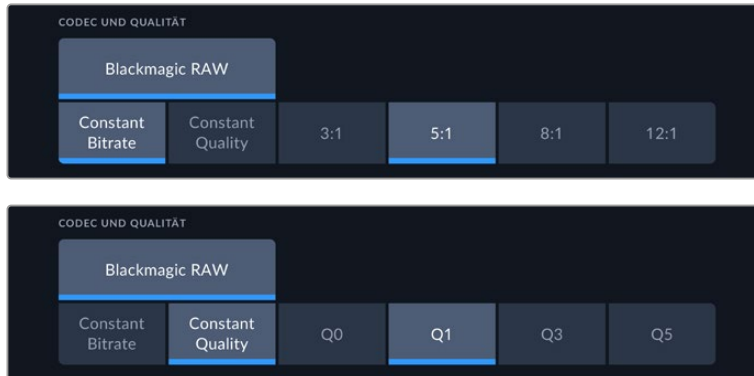 CODEC UND QUALITÄT
Blackmagic RAW
Constant Bitrate Constant Quality 3:1 5:1 8:1 12:1
CODEC UND QUALITÄT
Blackmagic RAW
Constant Bitrate Constant Quality Q0 Q1 Q3 Q5